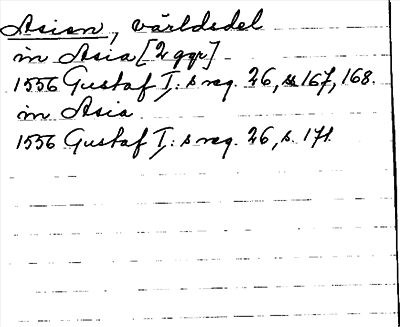 Asien, världsdel
in Asia [2 ggr]
1556 Gustaf I:s reg. 26, ss 167, 168.
in Asia
1556 Gustaf I:s reg. 26, s. 171.